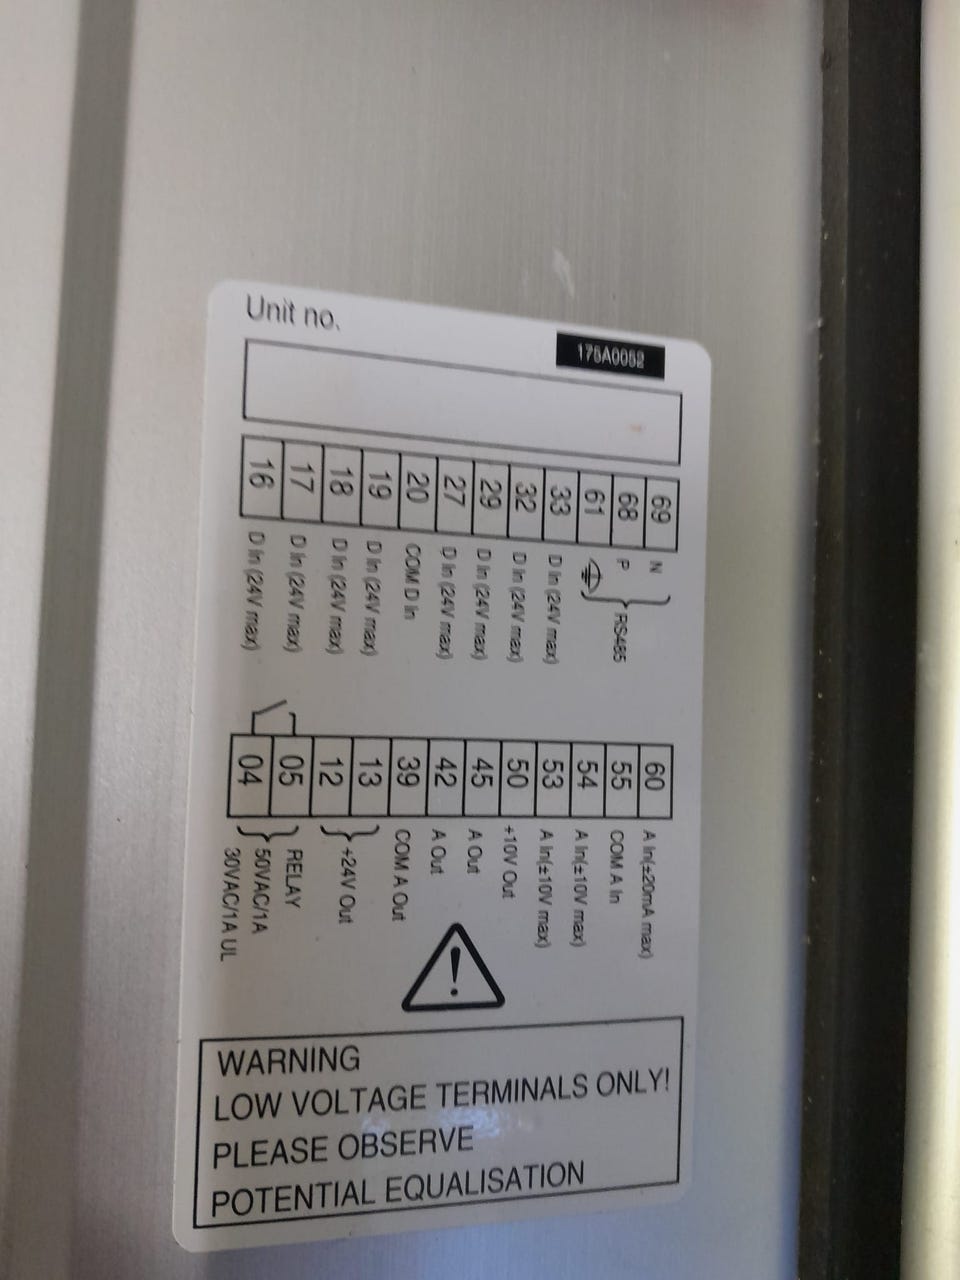 Unit no.
175A0052
16 D In (24V max)
17 D In (24V max)
18 D In (24V max)
19 D In (24V max)
20 COM D In
27 D In (24V max)
29 D In (24V max)
32 D In (24V max)
33 D In (24V max)
61
68 P
69 N
RS485
04
05
RELAY
50VAC/1A
30VAC/1A UL
12
13
+24V Out
39 COM A Out
42 A Out
45 A Out
50 +10V Out
53 A In(±10V max)
54 A In(±10V max)
55 COM A In
60 A In(±20mA max)
WARNING
LOW VOLTAGE TERMINALS ONLY!
PLEASE OBSERVE
POTENTIAL EQUALISATION